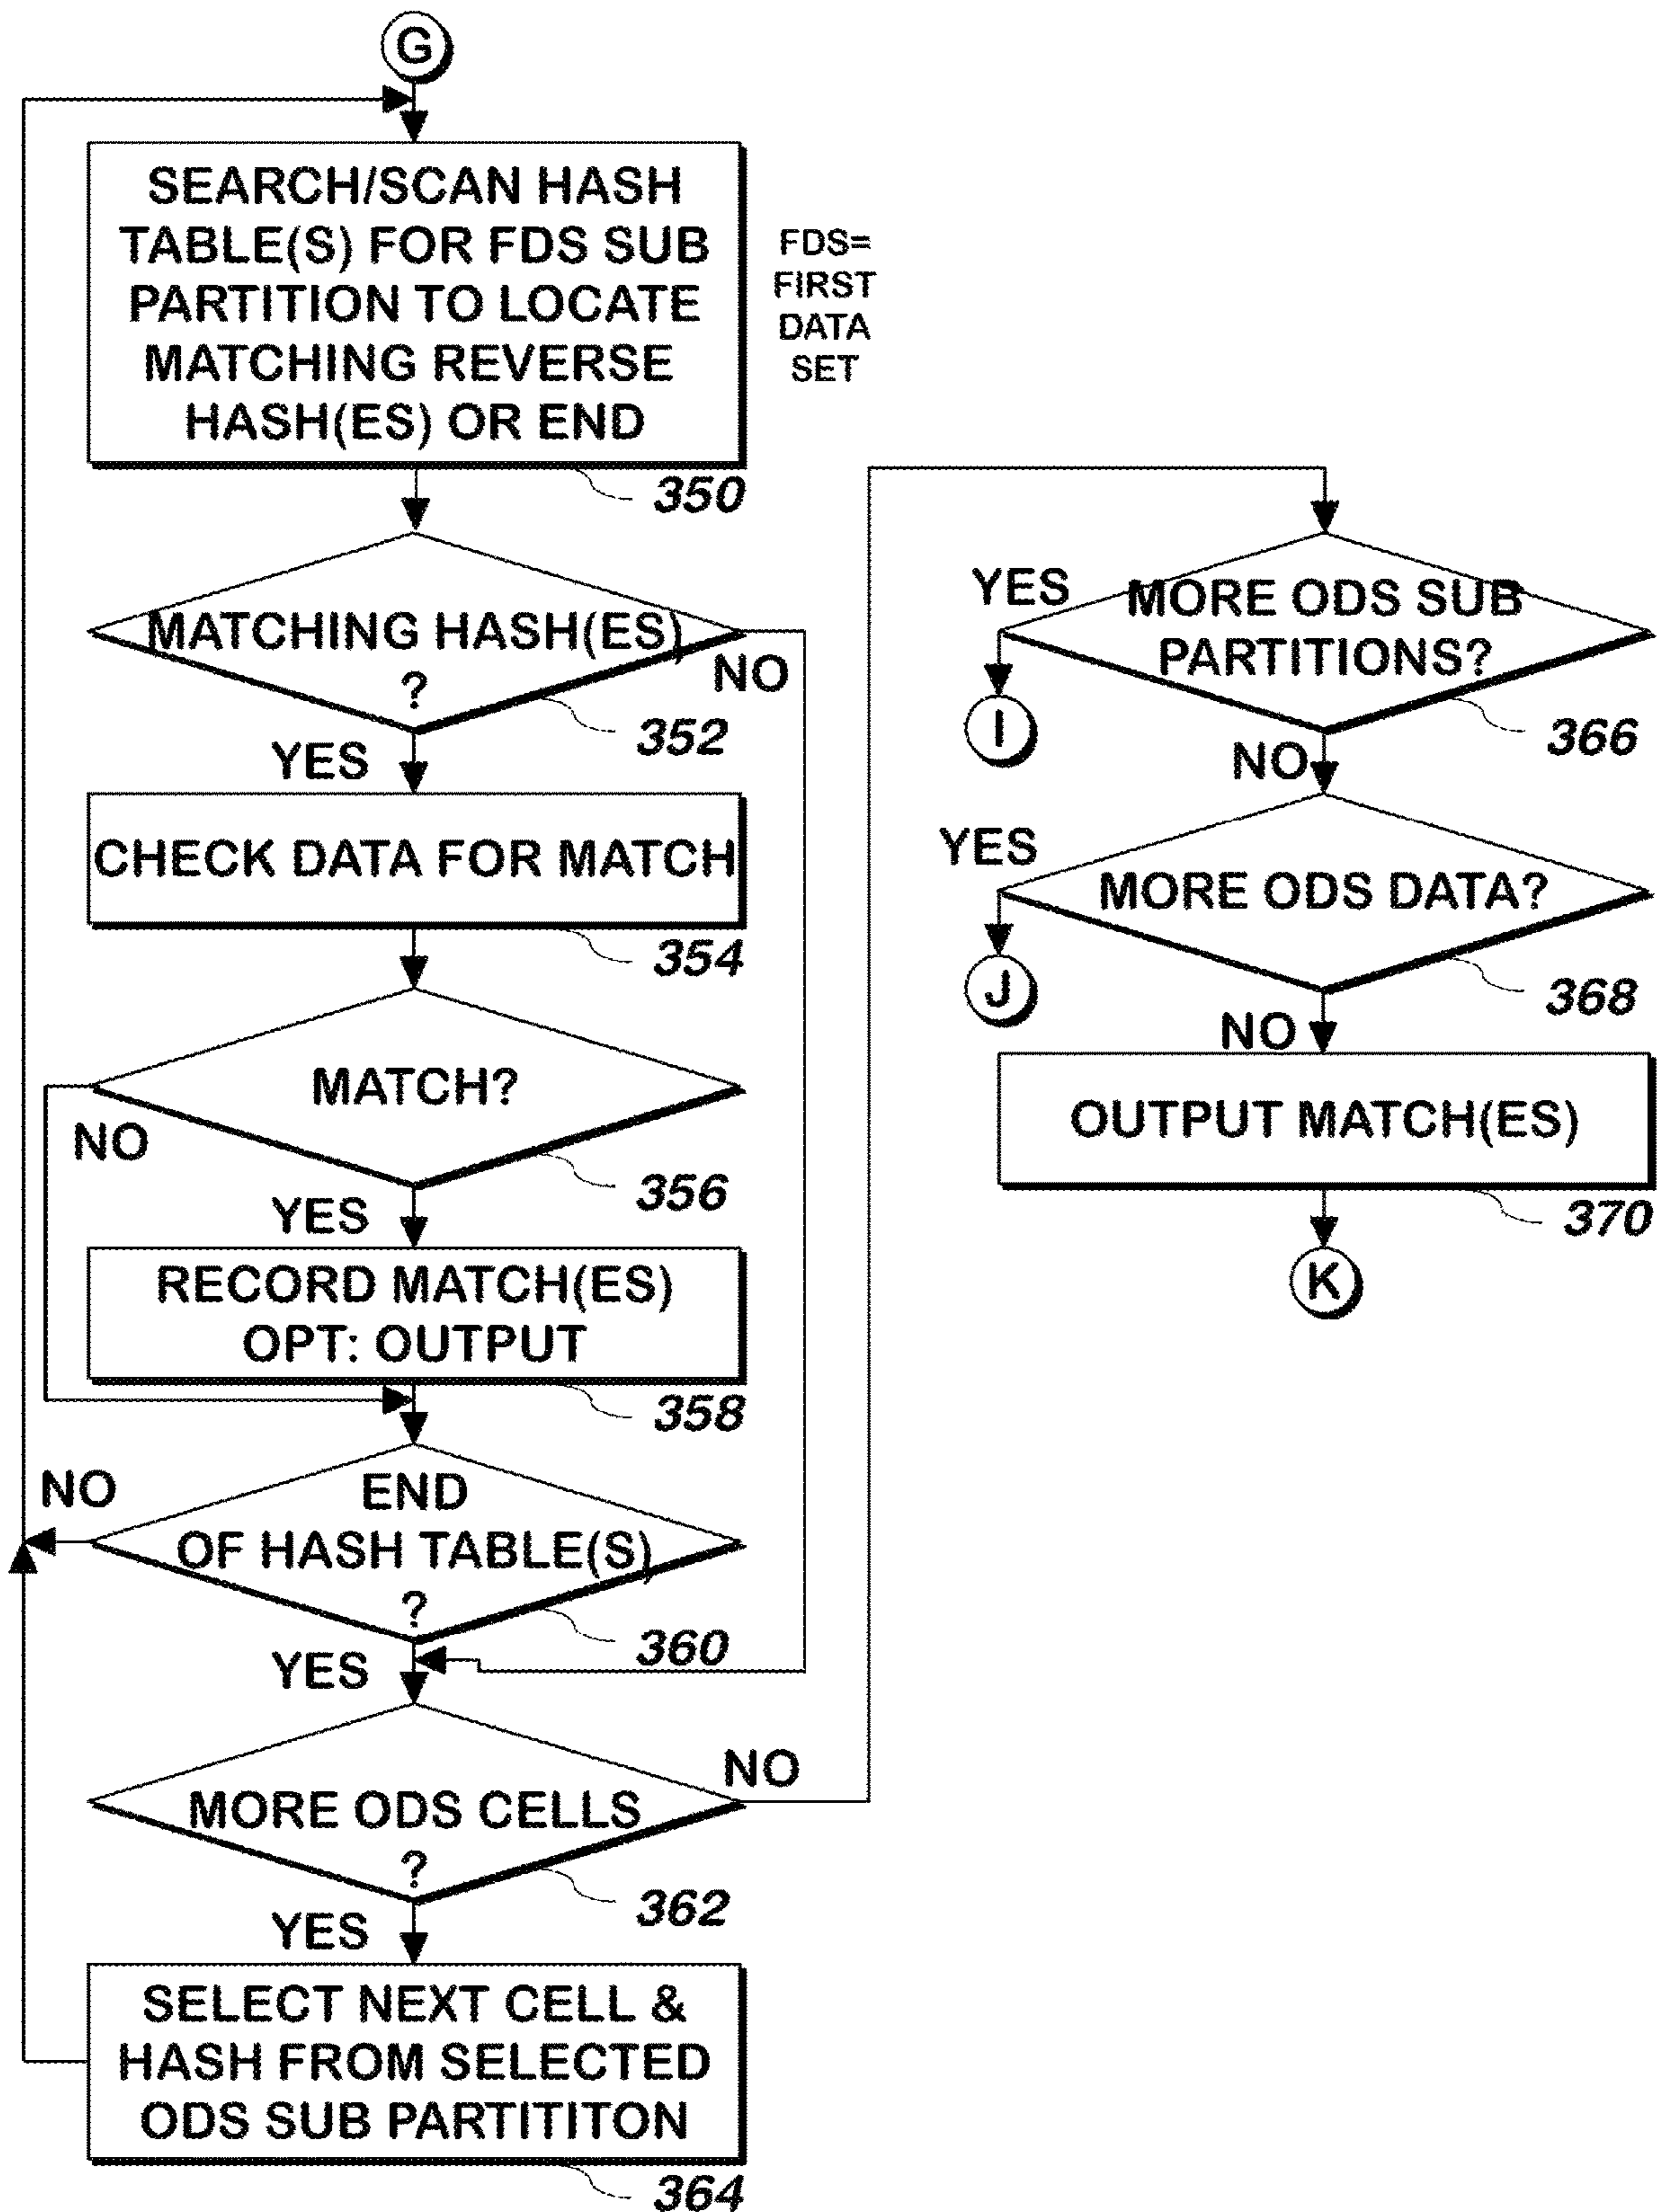 G
SEARCH/SCAN HASH
TABLE(S) FOR FDS SUB
PARTITION TO LOCATE
MATCHING REVERSE
HASH(ES) OR END
350
FDS=
FIRST
DATA
SET
MATCHING HASH(ES)
?
NO
352
YES
CHECK DATA FOR MATCH
354
MATCH?
NO
356
YES
RECORD MATCH(ES)
OPT: OUTPUT
358
NO
END
OF HASH TABLE(S)
?
360
YES
MORE ODS CELLS
?
NO
362
YES
SELECT NEXT CELL &
HASH FROM SELECTED
ODS SUB PARTITITON
364
YES
MORE ODS SUB
PARTITIONS?
I
366
NO
YES
MORE ODS DATA?
J
368
NO
OUTPUT MATCH(ES)
370
K